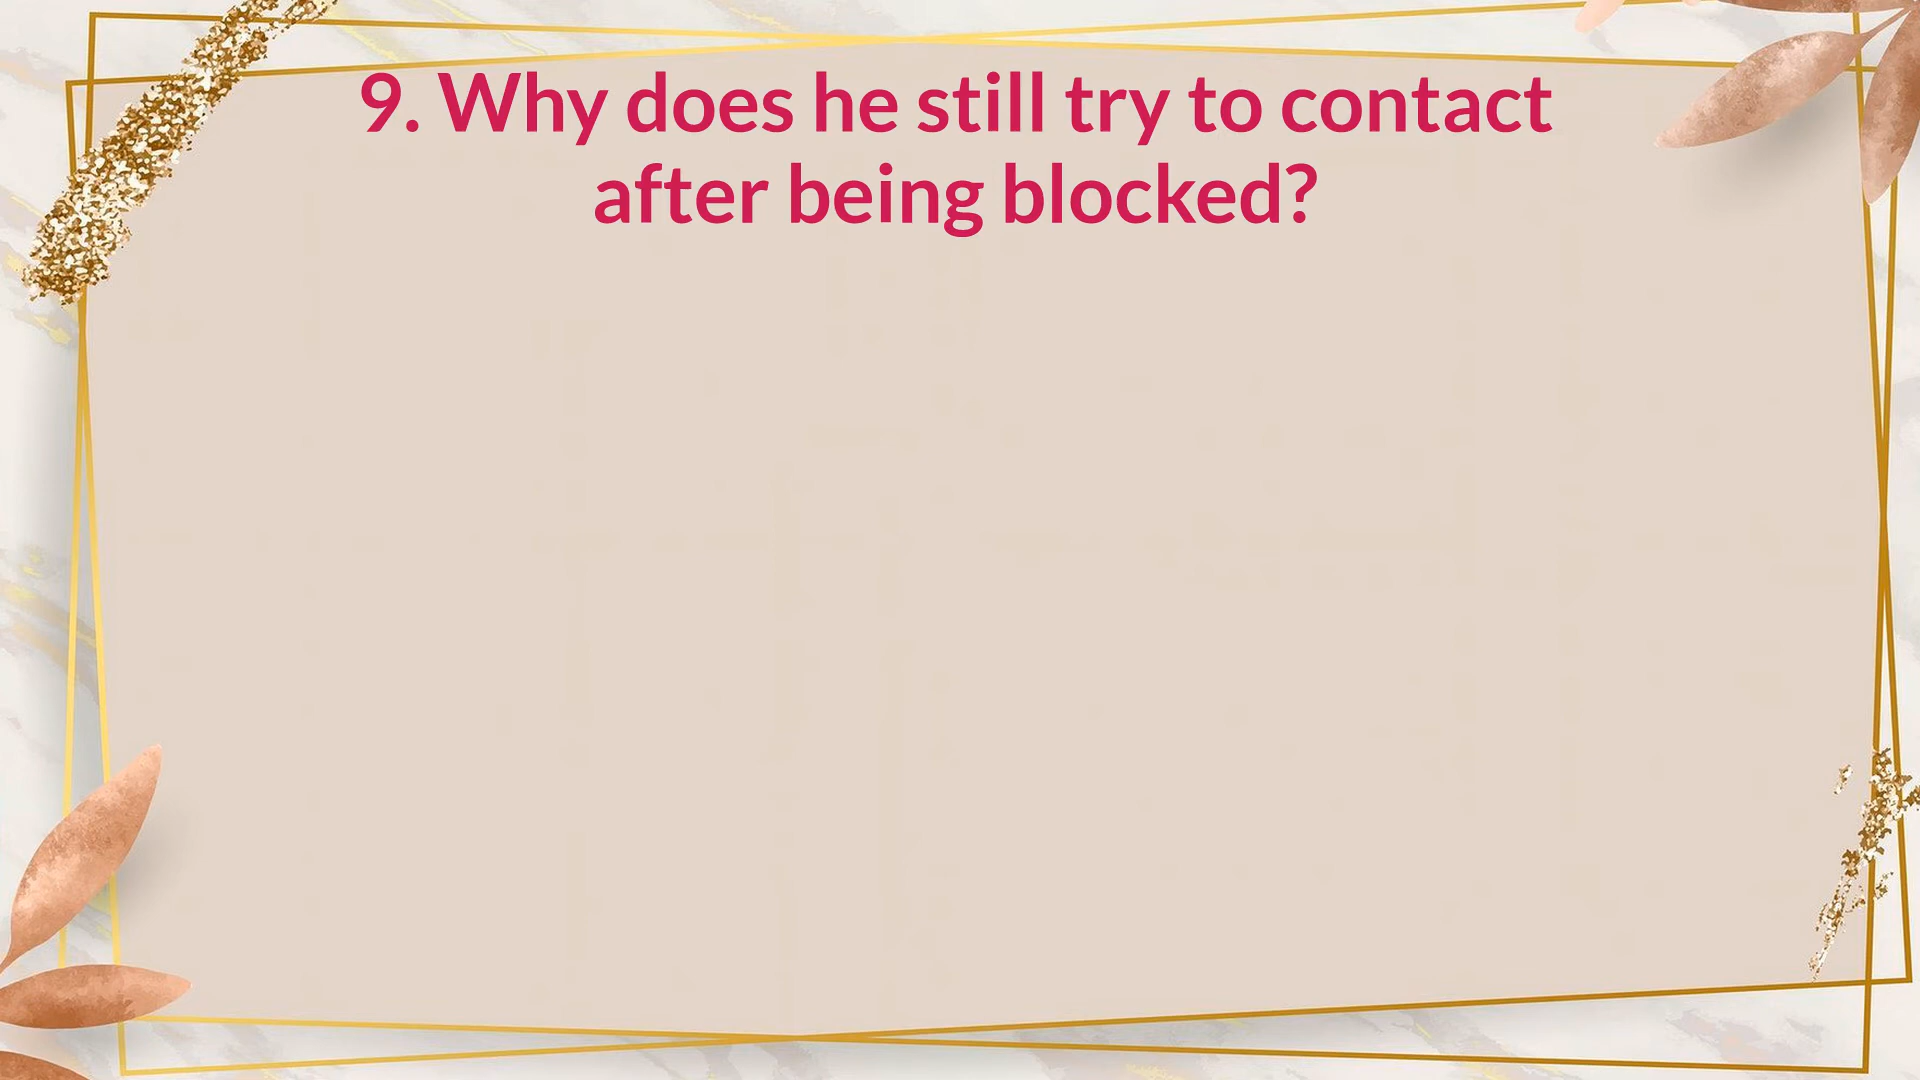 9. Why does he still try to contact
after being blocked?